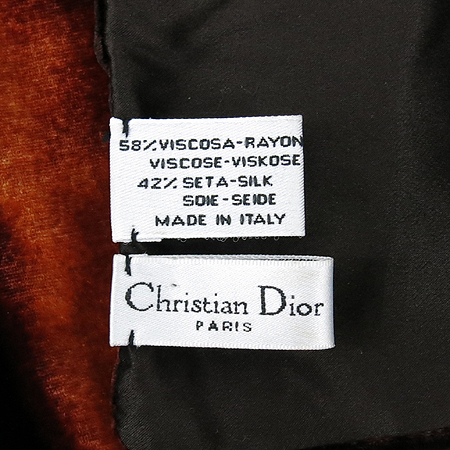 58% VISCOSA-RAYON
VISCOSE-VISKOSE
42% SETA-SILK
SOIE-SEIDE
MADE IN ITALY
Christian Dior
PARIS